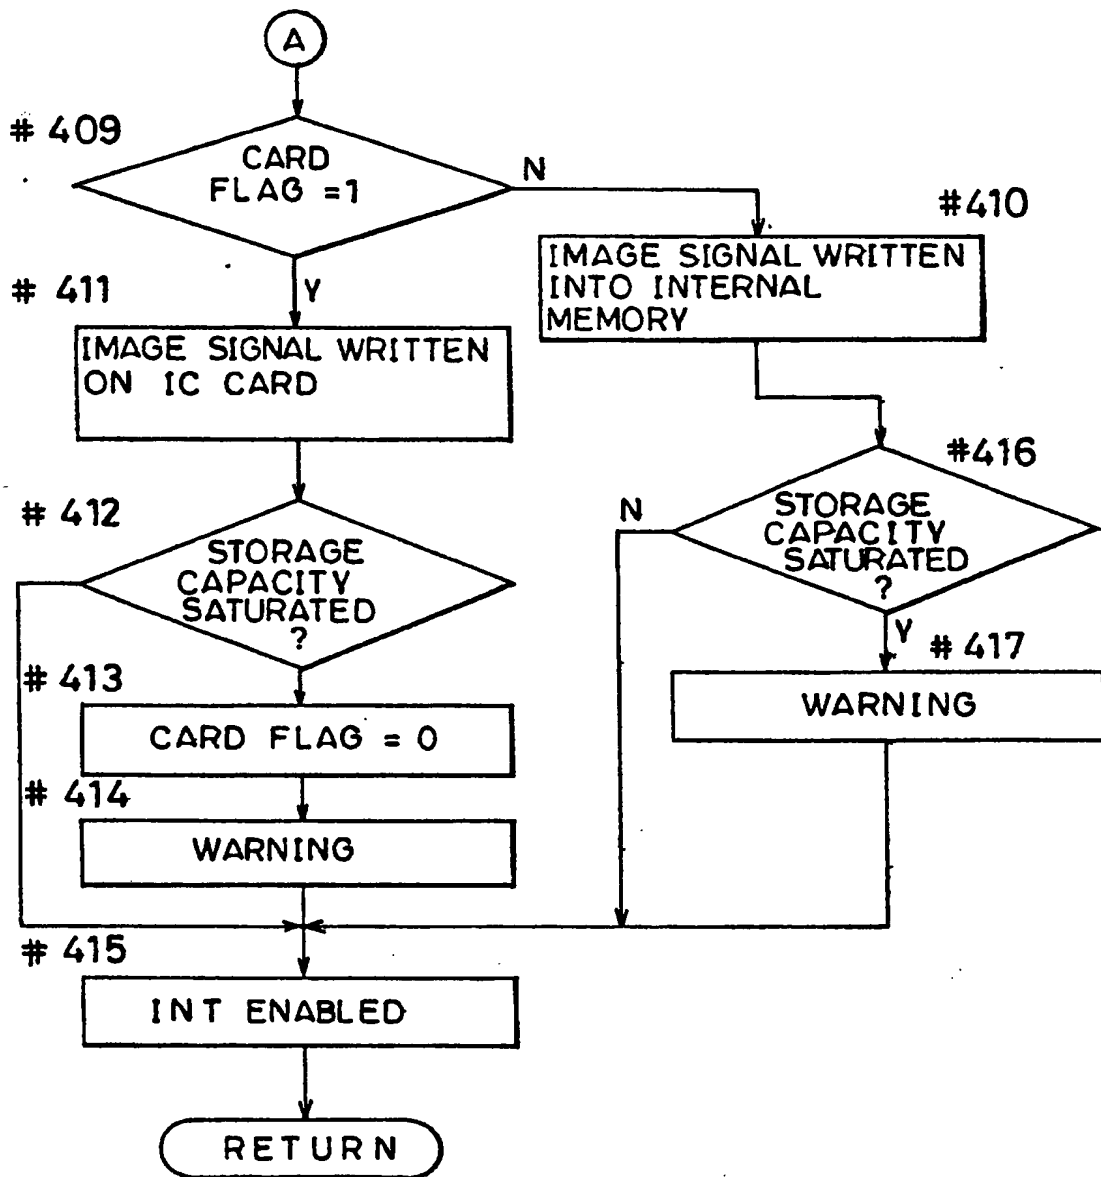 A
# 409
CARD
FLAG =1
N
#410
IMAGE SIGNAL WRITTEN
INTO INTERNAL
MEMORY
# 411
Y
IMAGE SIGNAL WRITTEN
ON IC CARD
#416
STORAGE
CAPACITY
SATURATED
?
N
Y
# 412
STORAGE
CAPACITY
SATURATED
?
# 417
WARNING
# 413
CARD FLAG = 0
# 414
WARNING
# 415
INT ENABLED
RETURN